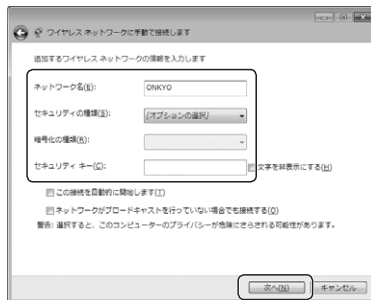 ワイヤレス ネットワークに手動で接続します
追加するワイヤレス ネットワークの情報を入力します
ネットワーク名(E): ONKYO
セキュリティの種類(S): [オプションの選択]
暗号化の種類(R):
セキュリティ キー(C): 文字を非表示にする(H)
この接続を自動的に開始します(T)
ネットワークがブロードキャストを行っていない場合でも接続する(O)
警告: 選択すると、このコンピューターのプライバシーが危険にさらされる可能性があります。
次へ(N) キャンセル